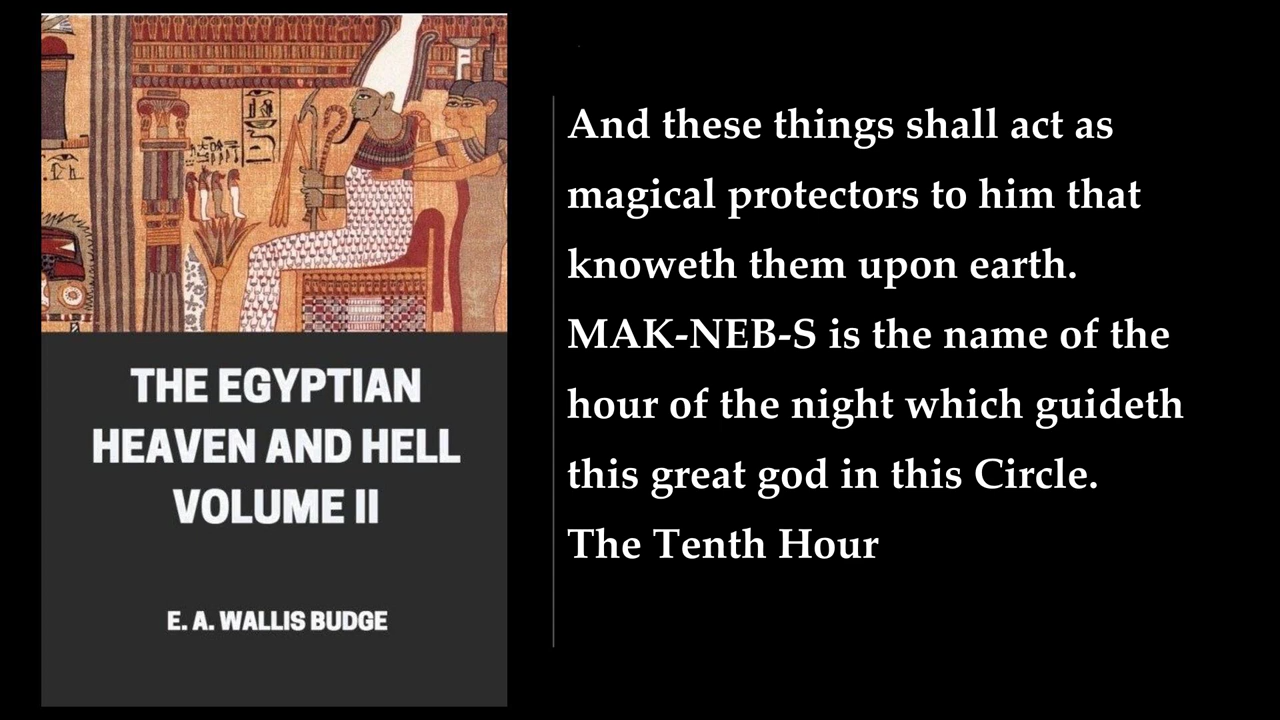 THE EGYPTIAN
HEAVEN AND HELL
VOLUME II
E. A. WALLIS BUDGE
And these things shall act as
magical protectors to him that
knoweth them upon earth.
MAK-NEB-S is the name of the
hour of the night which guideth
this great god in this Circle.
The Tenth Hour